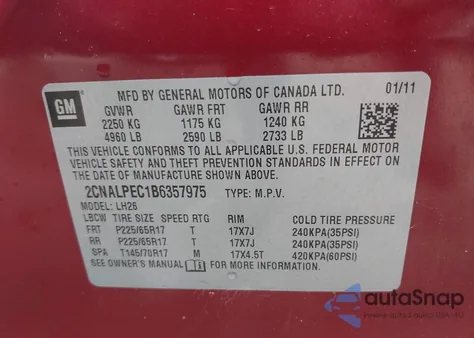 GM
MFD BY GENERAL MOTORS OF CANADA LTD. 01/11
GVWR GAWR FRT GAWR RR
2250 KG 1175 KG 1240 KG
4960 LB 2590 LB 2733 LB
THIS VEHICLE CONFORMS TO ALL APPLICABLE U.S. FEDERAL MOTOR
VEHICLE SAFETY AND THEFT PREVENTION STANDARDS IN EFFECT ON
THE DATE OF MANUFACTURE SHOWN ABOVE.
2CNALPEC1B6357975 TYPE: M.P.V.
MODEL: LH26
LBCW TIRE SIZE SPEED RTG RIM COLD TIRE PRESSURE
FRT P225/65R17 T 17X7J 240KPA(35PSI)
RR P225/65R17 T 17X7J 240KPA(35PSI)
SPA T145/70R17 M 17X4.5T 420KPA(60PSI)
SEE OWNER'S MANUAL FOR MORE INFORMATION.
autoSnap